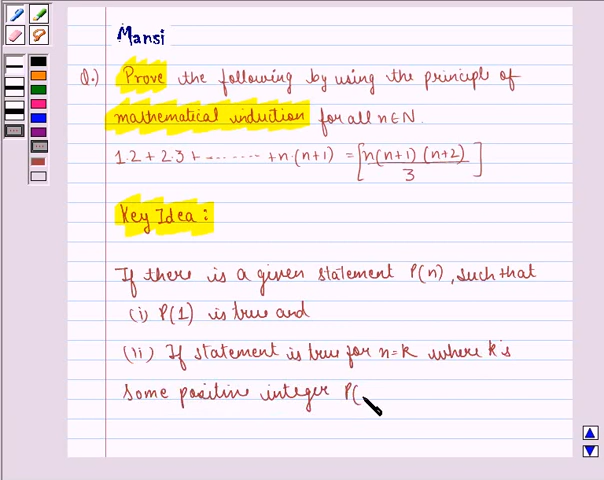 Mansi
Q.) Prove the following by using the principl of
mathematical induction for all n∈N.
1.2 + 2.3 + ........ + n.(n+1) = [n(n+1)(n+2)/3]
Key Idea :
If there is a given statement P(n), such that
(i) P(1) is true and
(ii) If statement is true for n=k where k is
some positive integer P(